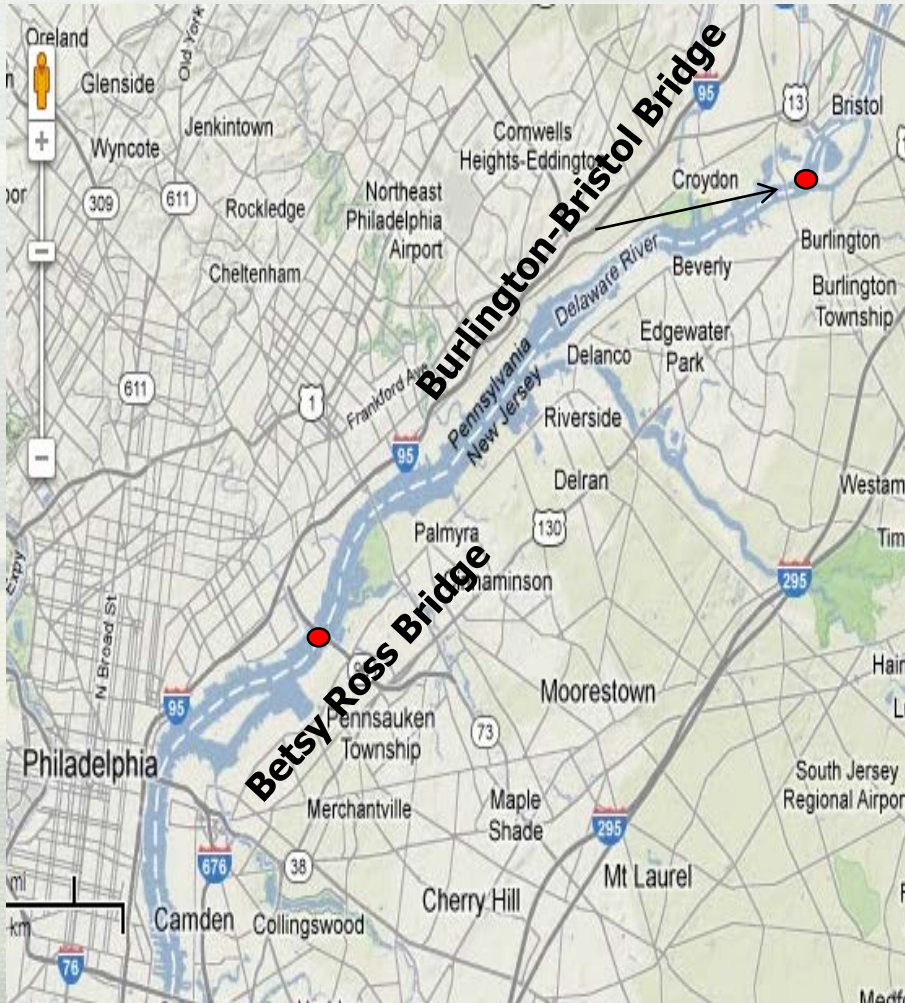 Oreland
Old York
Glenside
95
13
Bristol
Jenkintown
Cornwells
Heights-Eddington
Wyncote
Croydon
309
611
Rockledge
Northeast
Philadelphia
Airport
Burlington-Bristol Bridge
Burlington
Cheltenham
Delaware River
Beverly
Burlington
Township
Edgewater
Park
Delanco
Pennsylvania
New Jersey
611
1
Frankford Ave
Riverside
95
Delran
130
Palmyra
Expy
295
N Broad St
Betsy Ross Bridge
95
Moorestown
Pennsauken
Township
73
Philadelphia
South Jersey
Regional Airport
Merchantville
Maple
Shade
295
676
38
Mt Laurel
mi
Cherry Hill
km
Camden
Collingswood
76